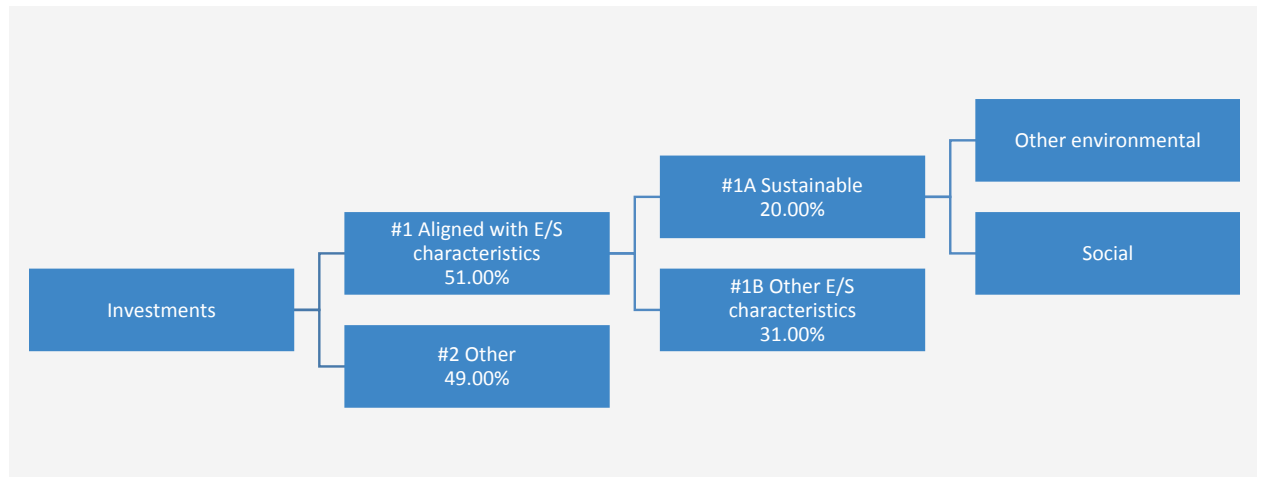 Investments
#1 Aligned with E/S
characteristics
51.00%
#2 Other
49.00%
#1A Sustainable
20.00%
#1B Other E/S
characteristics
31.00%
Other environmental
Social